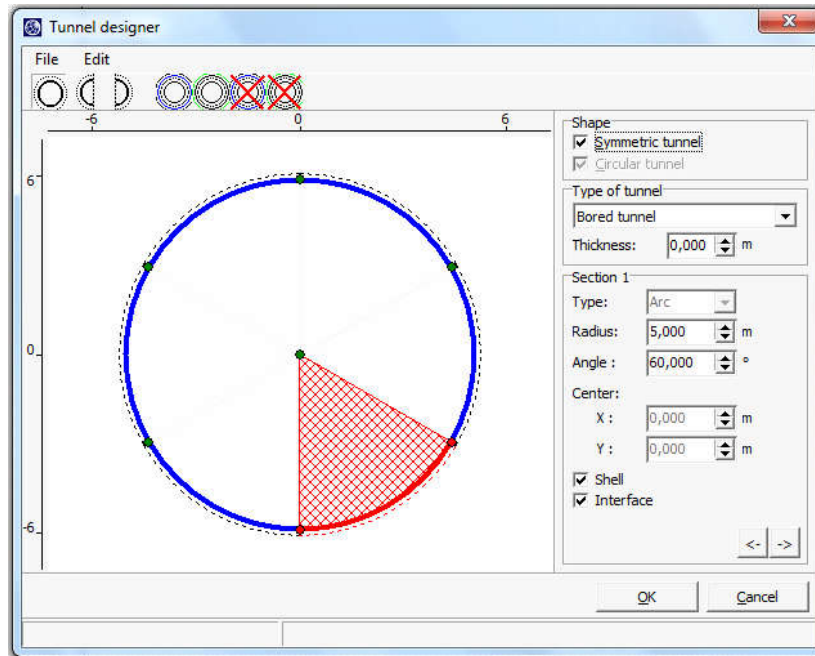 Tunnel designer
File Edit
-6 0 6
6
0
-6
Shape
Symmetric tunnel
Circular tunnel
Type of tunnel
Bored tunnel
Thickness: 0,000 m
Section 1
Type: Arc
Radius: 5,000 m
Angle : 60,000 °
Center:
X : 0,000 m
Y : 0,000 m
Shell
Interface
<- ->
OK Cancel